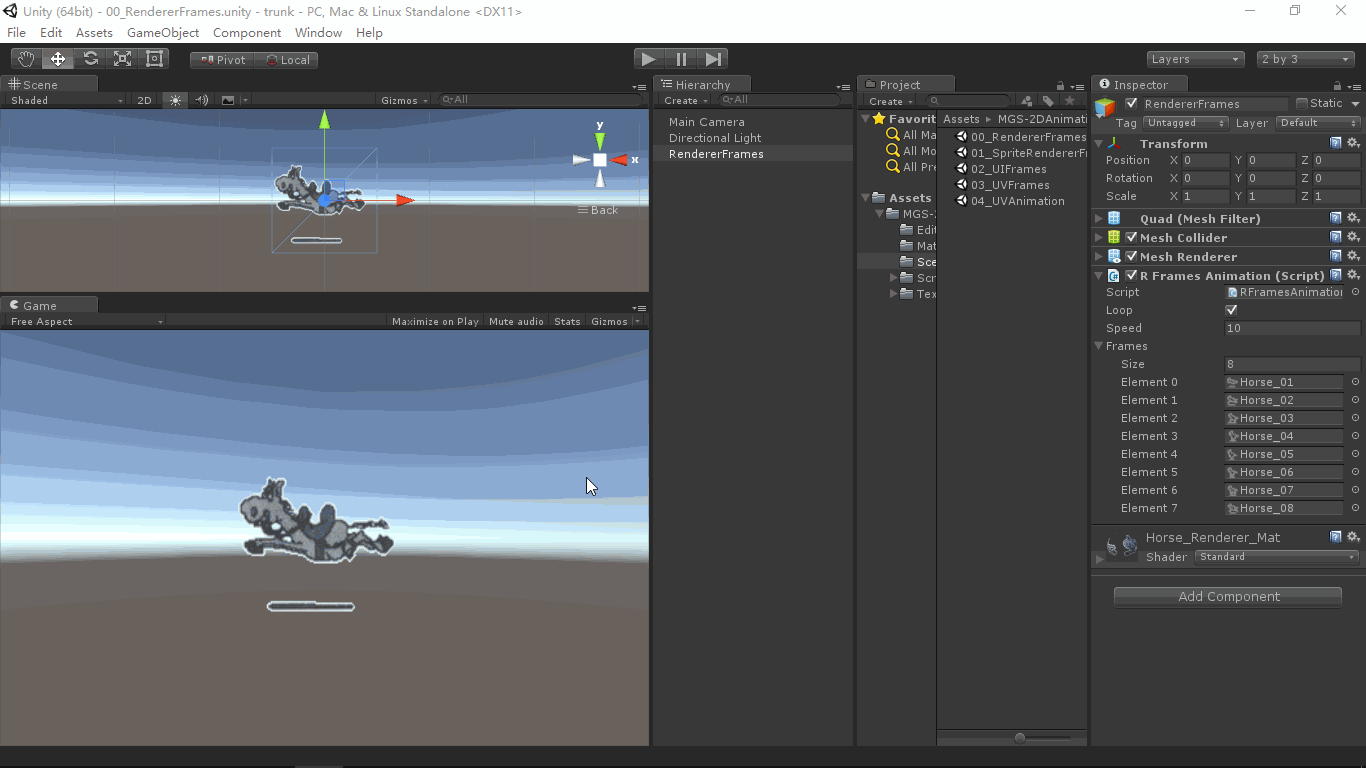 Unity (64bit) - 00_RendererFrames.unity - trunk - PC, Mac & Linux Standalone <DX11>
File Edit Assets GameObject Component Window Help
Pivot Local
Layers 2 by 3
Scene
Shaded 2D Gizmos All
y
x
Back
Game
Free Aspect Maximize on Play Mute audio Stats Gizmos
Hierarchy
Create All
Main Camera
Directional Light
RendererFrames
Project
Create
Favorit
All Ma
All Mo
All Pre
Assets
MGS-2
Edit
Mat
Sce
Scr
Tex
Assets MGS-2DAnimati
00_RendererFrames
01_SpriteRendererFr
02_UIFrames
03_UVFrames
04_UVAnimation
Inspector
RendererFrames Static
Tag Untagged Layer Default
Transform
Position X 0 Y 0 Z 0
Rotation X 0 Y 0 Z 0
Scale X 1 Y 1 Z 1
Quad (Mesh Filter)
Mesh Collider
Mesh Renderer
R Frames Animation (Script)
Script RFramesAnimation
Loop
Speed 10
Frames
Size 8
Element 0 Horse_01
Element 1 Horse_02
Element 2 Horse_03
Element 3 Horse_04
Element 4 Horse_05
Element 5 Horse_06
Element 6 Horse_07
Element 7 Horse_08
Horse_Renderer_Mat
Shader Standard
Add Component